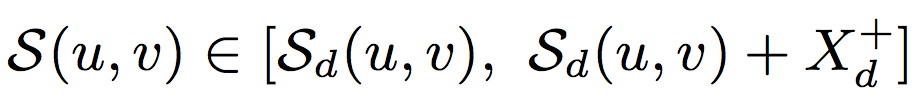 𝒮(u, v) ∈ [𝒮_d(u, v), 𝒮_d(u, v) + X_d^+]